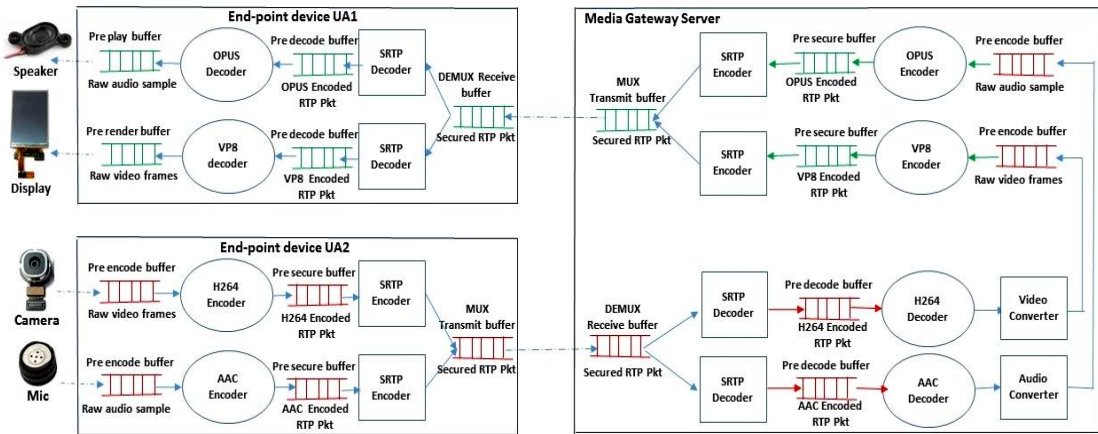 End-point device UA1
Pre play buffer
Raw audio sample
OPUS
Decoder
Pre decode buffer
OPUS Encoded
RTP Pkt
SRTP
Decoder
DEMUX Receive
buffer
Secured RTP Pkt
Speaker
Pre render buffer
Raw video frames
VP8
decoder
Pre decode buffer
VP8 Encoded
RTP Pkt
SRTP
Decoder
Display
End-point device UA2
Pre encode buffer
Raw video frames
H264
Encoder
Pre secure buffer
H264 Encoded
RTP Pkt
SRTP
Encoder
MUX
Transmit buffer
Secured RTP Pkt
Camera
Pre encode buffer
Raw audio sample
AAC
Encoder
Pre secure buffer
AAC Encoded
RTP Pkt
SRTP
Encoder
Mic
Media Gateway Server
MUX
Transmit buffer
Secured RTP Pkt
SRTP
Encoder
Pre secure buffer
OPUS Encoded
RTP Pkt
OPUS
Encoder
Pre encode buffer
Raw audio sample
SRTP
Encoder
Pre secure buffer
VP8 Encoded
RTP Pkt
VP8
Encoder
Pre encode buffer
Raw video frames
DEMUX
Receive buffer
Secured RTP Pkt
SRTP
Decoder
Pre decode buffer
H264 Encoded
RTP Pkt
H264
Decoder
Video
Converter
SRTP
Decoder
Pre decode buffer
AAC Encoded
RTP Pkt
AAC
Decoder
Audio
Converter